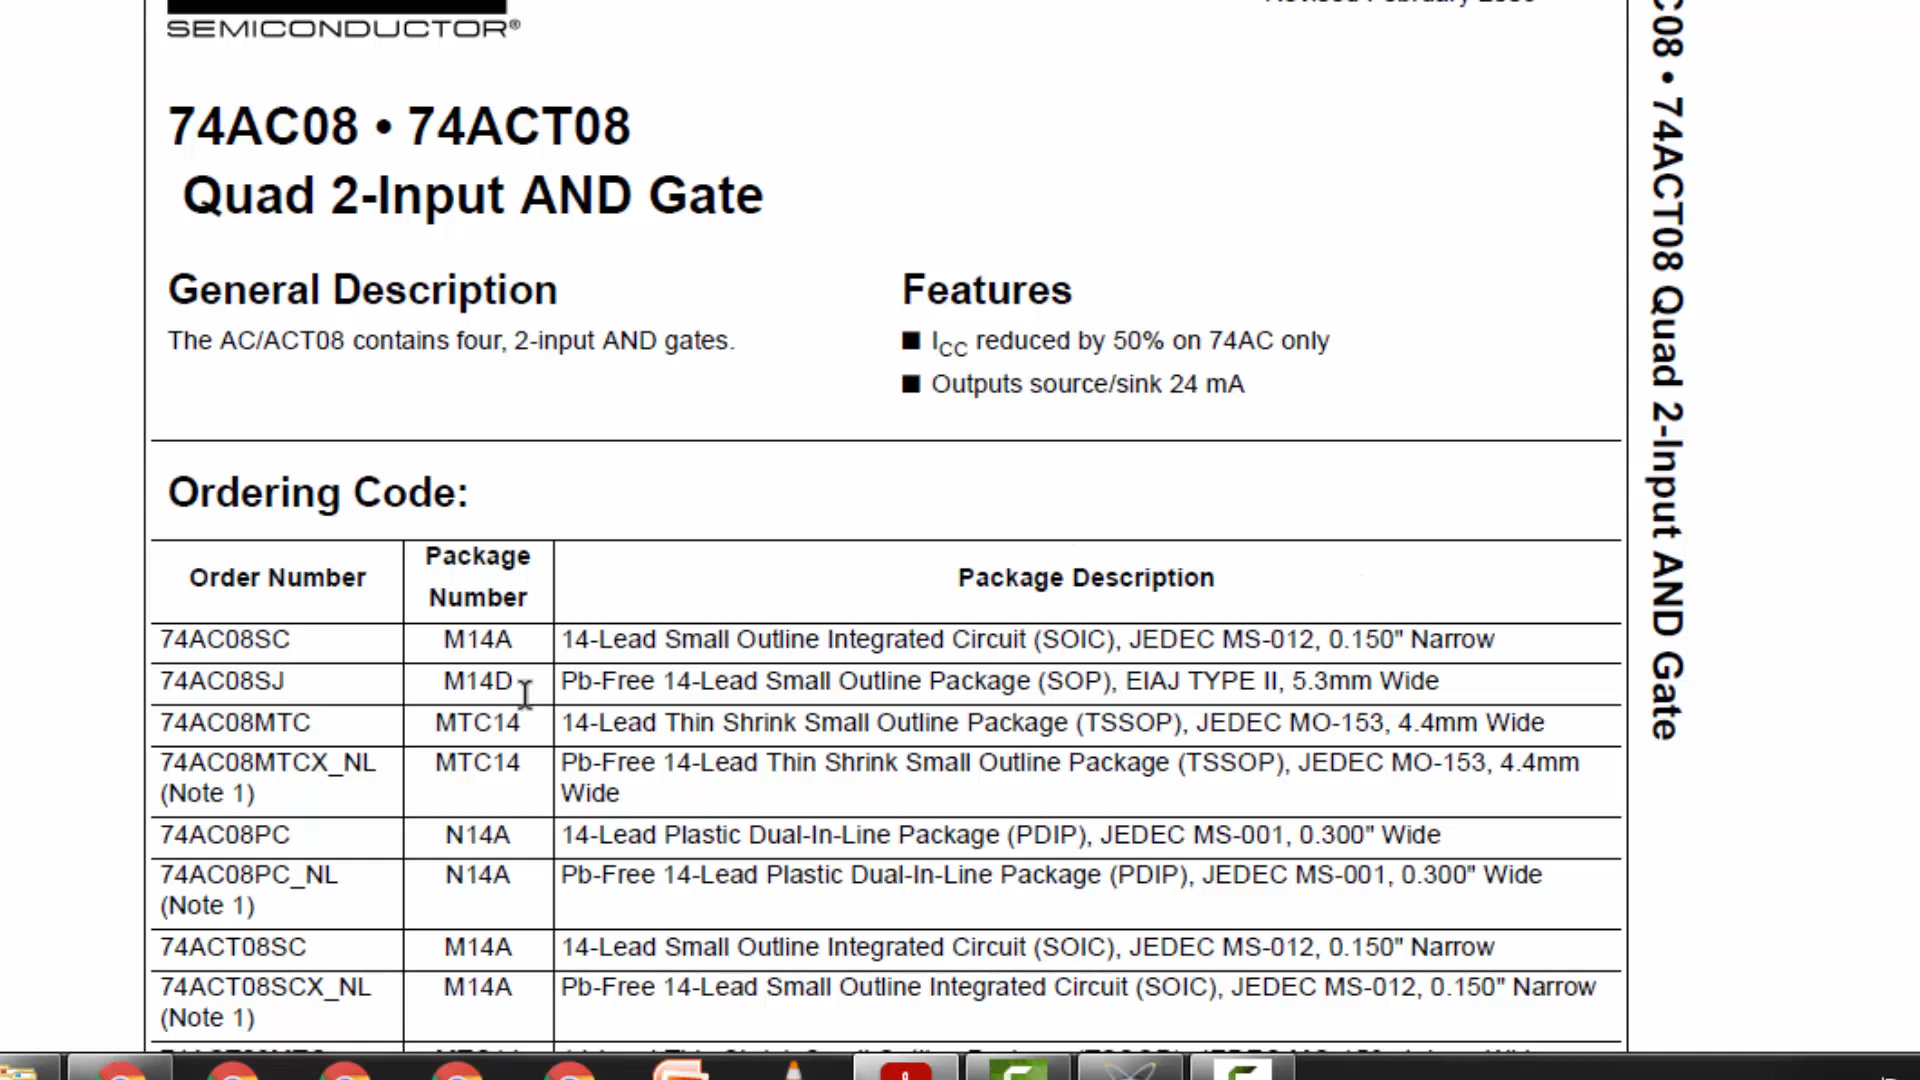 SEMICONDUCTOR®
74AC08 • 74ACT08
Quad 2-Input AND Gate
General Description
The AC/ACT08 contains four, 2-input AND gates.
Features
■ ICC reduced by 50% on 74AC only
■ Outputs source/sink 24 mA
Ordering Code:
Order Number Package Number Package Description
74AC08SC M14A 14-Lead Small Outline Integrated Circuit (SOIC), JEDEC MS-012, 0.150" Narrow
74AC08SJ M14D Pb-Free 14-Lead Small Outline Package (SOP), EIAJ TYPE II, 5.3mm Wide
74AC08MTC MTC14 14-Lead Thin Shrink Small Outline Package (TSSOP), JEDEC MO-153, 4.4mm Wide
74AC08MTCX_NL MTC14 Pb-Free 14-Lead Thin Shrink Small Outline Package (TSSOP), JEDEC MO-153, 4.4mm
(Note 1) Wide
74AC08PC N14A 14-Lead Plastic Dual-In-Line Package (PDIP), JEDEC MS-001, 0.300" Wide
74AC08PC_NL N14A Pb-Free 14-Lead Plastic Dual-In-Line Package (PDIP), JEDEC MS-001, 0.300" Wide
(Note 1)
74ACT08SC M14A 14-Lead Small Outline Integrated Circuit (SOIC), JEDEC MS-012, 0.150" Narrow
74ACT08SCX_NL M14A Pb-Free 14-Lead Small Outline Integrated Circuit (SOIC), JEDEC MS-012, 0.150" Narrow
(Note 1)
C08 • 74ACT08 Quad 2-Input AND Gate